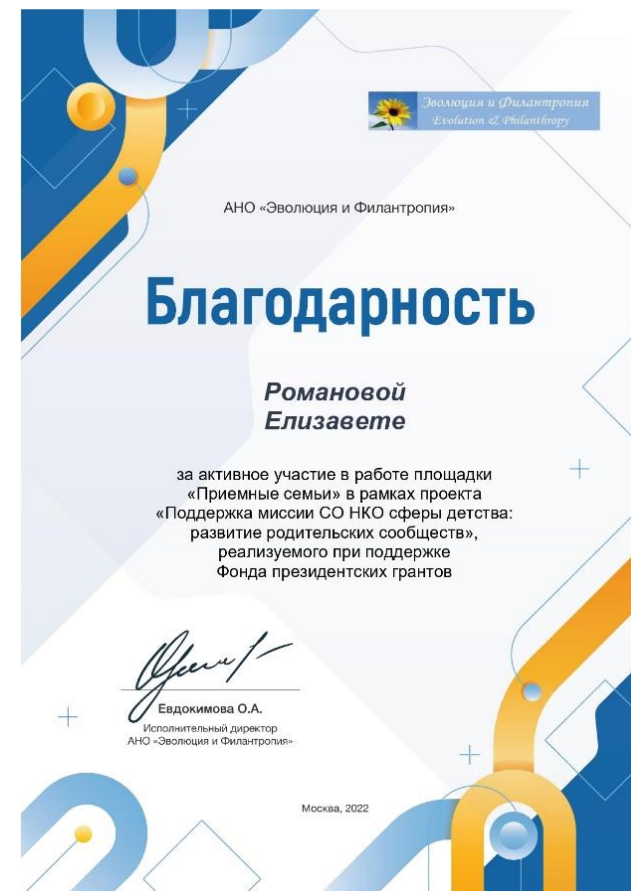 Эволюция и Филантропия
Evolution & Philanthropy
АНО «Эволюция и Филантропия»
Благодарность
Романовой
Елизавете
за активное участие в работе площадки
«Приемные семьи» в рамках проекта
«Поддержка миссии СО НКО сферы детства:
развитие родительских сообществ»,
реализуемого при поддержке
Фонда президентских грантов
Евдокимова О.А.
Исполнительный директор
АНО «Эволюция и Филантропия»
Москва, 2022